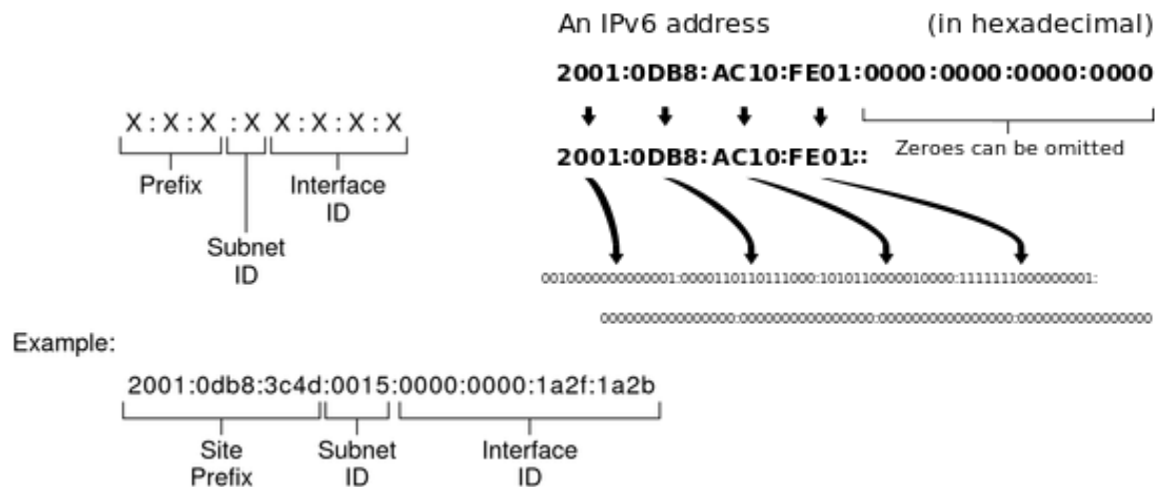 An IPv6 address (in hexadecimal)
2001:0DB8:AC10:FE01:0000:0000:0000:0000
Zeroes can be omitted
2001:0DB8:AC10:FE01::
0010000000000001:0000110110111000:1010110000010000:1111111000000001:
0000000000000000:0000000000000000:0000000000000000:0000000000000000
X : X : X : X X : X : X : X
Prefix
Subnet
ID
Interface
ID
Example:
2001:0db8:3c4d:0015:0000:0000:1a2f:1a2b
Site
Prefix
Subnet
ID
Interface
ID